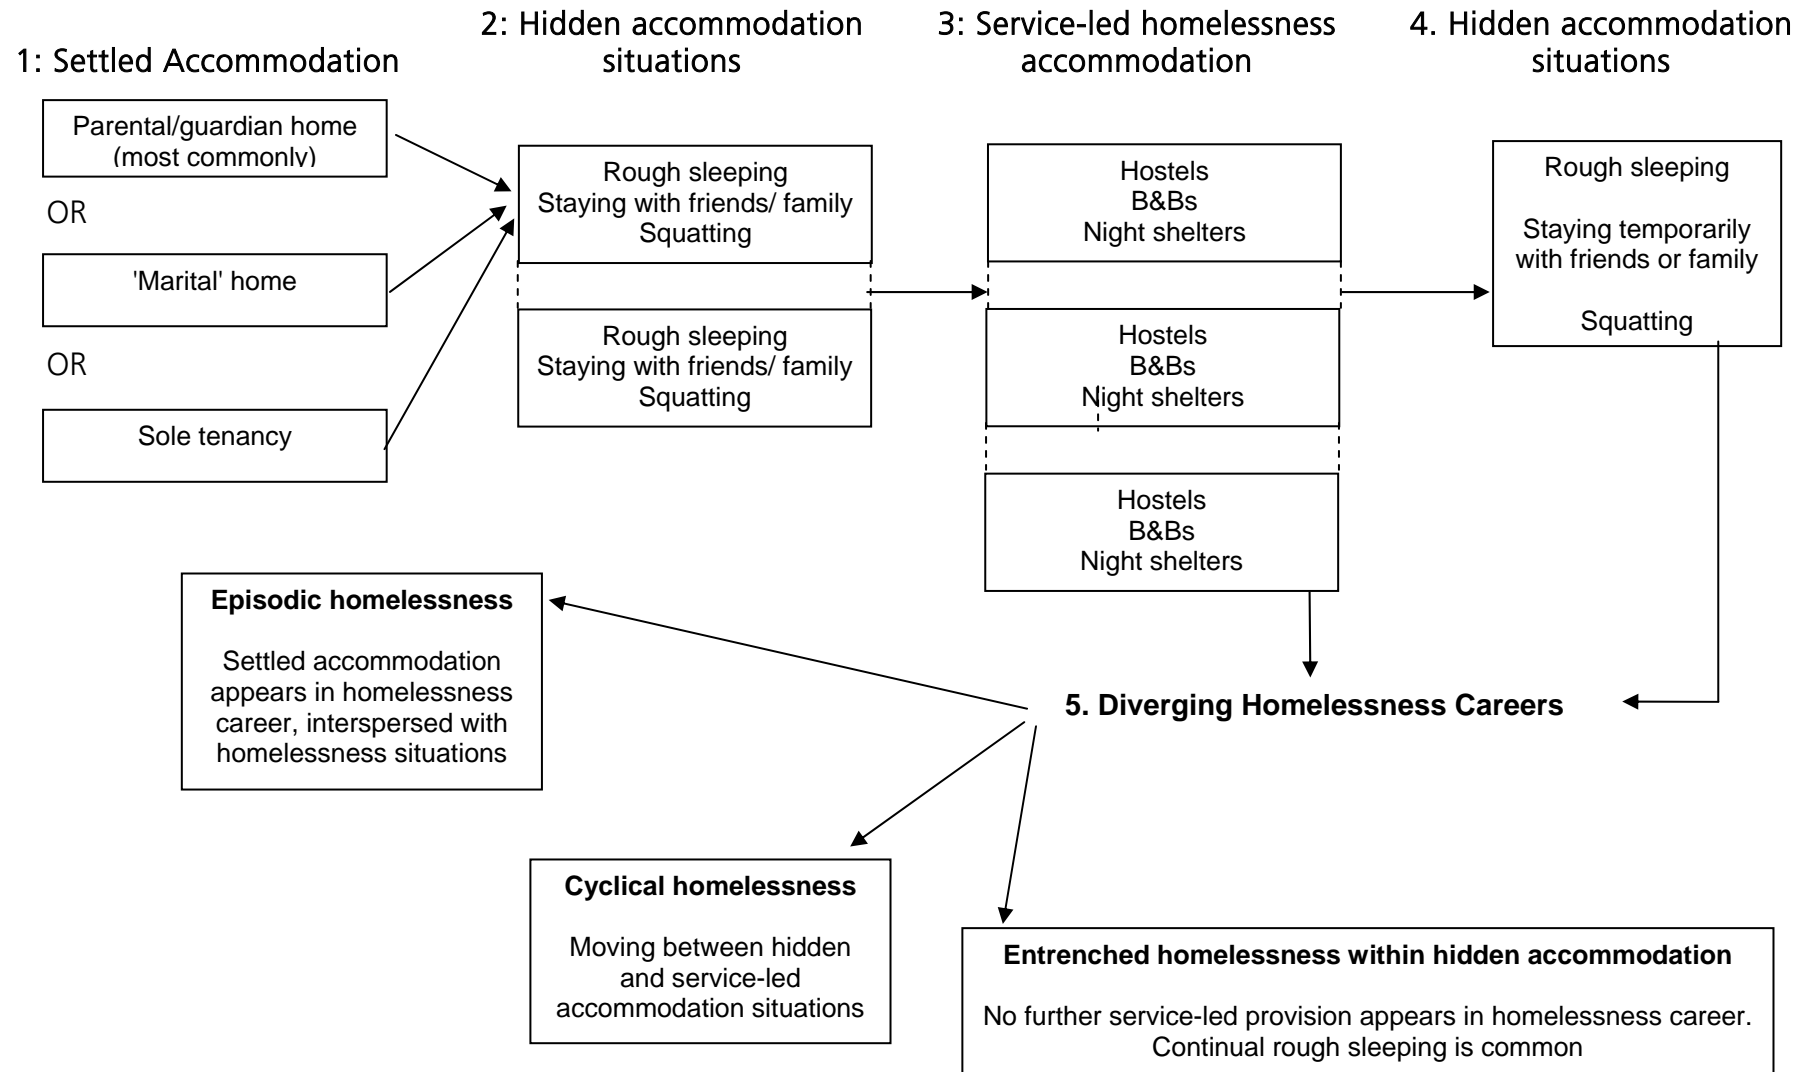 1: Settled Accommodation
2: Hidden accommodation
situations
3: Service-led homelessness
accommodation
4. Hidden accommodation
situations
Parental/guardian home
(most commonly)
OR
'Marital' home
OR
Sole tenancy
Rough sleeping
Staying with friends/ family
Squatting
Rough sleeping
Staying with friends/ family
Squatting
Hostels
B&Bs
Night shelters
Hostels
B&Bs
Night shelters
Hostels
B&Bs
Night shelters
Rough sleeping
Staying temporarily
with friends or family
Squatting
5. Diverging Homelessness Careers
Episodic homelessness
Settled accommodation
appears in homelessness
career, interspersed with
homelessness situations
Cyclical homelessness
Moving between hidden
and service-led
accommodation situations
Entrenched homelessness within hidden accommodation
No further service-led provision appears in homelessness career.
Continual rough sleeping is common